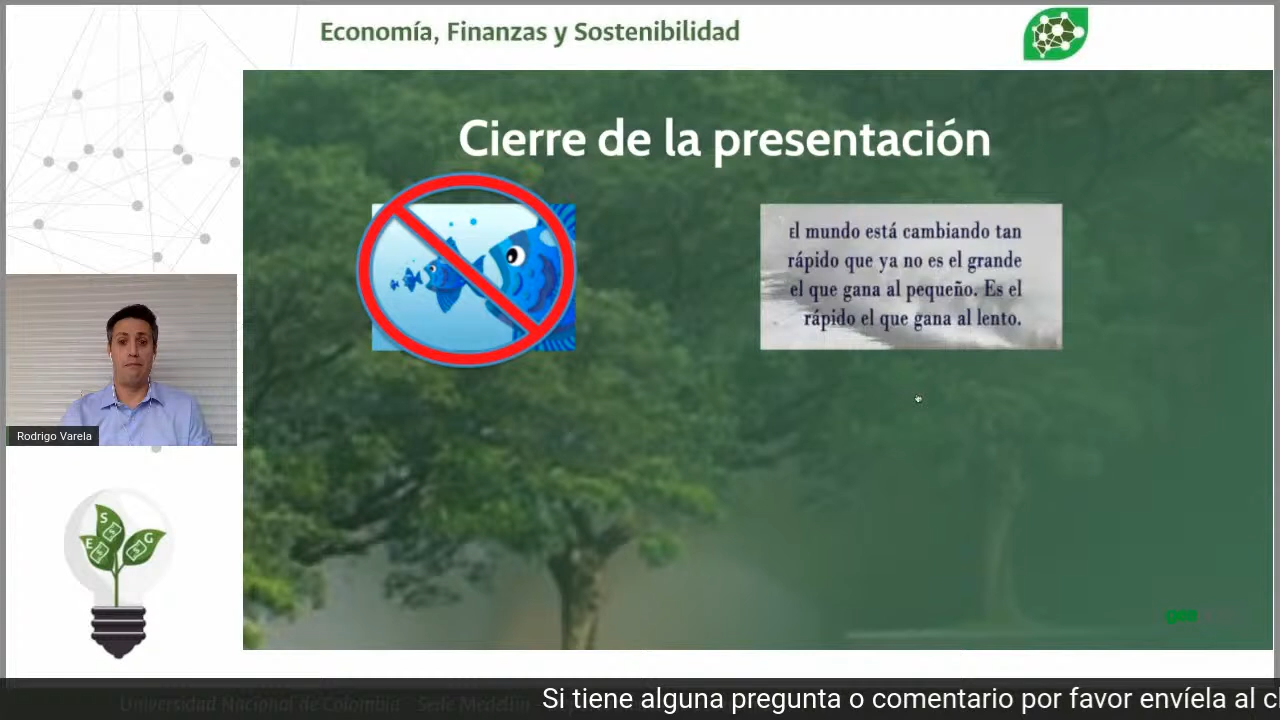 Economía, Finanzas y Sostenibilidad
Cierre de la presentación
El mundo está cambiando tan
rápido que ya no es el grande
el que gana al pequeño. Es el
rápido el que gana al lento.
Rodrigo Varela
S
E
G
Universidad Nacional de Colombia - Sede Medellín
Si tiene alguna pregunta o comentario por favor envíela al